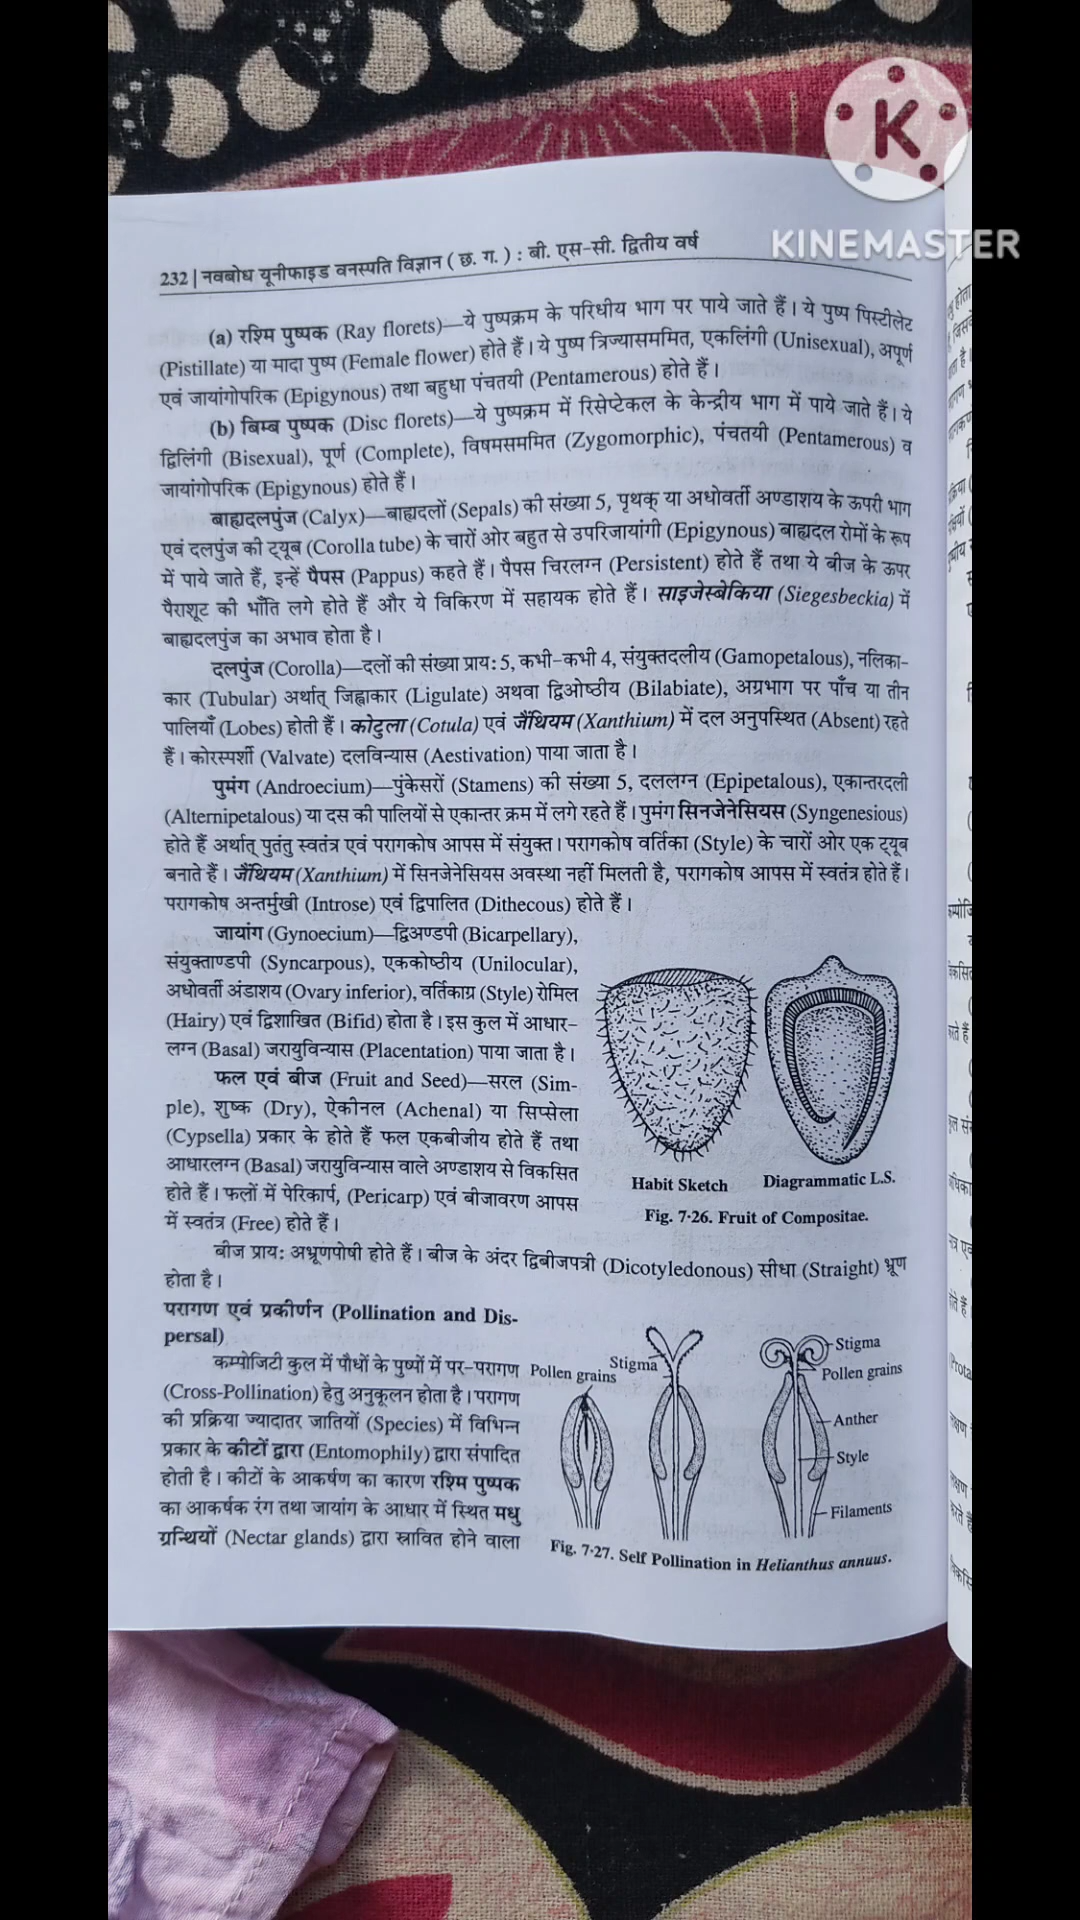 K
KINEMASTER
232 | नवबोध यूनीफाइड वनस्पति विज्ञान ( छ. ग. ) : बी. एस-सी. द्वितीय वर्ष
(a) रश्मि पुष्पक (Ray florets)—ये पुष्पक्रम के परिधीय भाग पर पाये जाते हैं। ये पुष्प पिस्टीलेट
(Pistillate) या मादा पुष्प (Female flower) होते हैं। ये पुष्प त्रिज्यासममित, एकलिंगी (Unisexual), अपूर्ण
एवं जायांगोपरिक (Epigynous) तथा बहुधा पंचतयी (Pentamerous) होते हैं।
(b) बिम्ब पुष्पक (Disc florets)—ये पुष्पक्रम में रिसेप्टेकल के केन्द्रीय भाग में पाये जाते हैं। ये
द्विलिंगी (Bisexual), पूर्ण (Complete), विषमसममित (Zygomorphic), पंचतयी (Pentamerous) व
जायांगोपरिक (Epigynous) होते हैं।
बाह्यदलपुंज (Calyx)—बाह्यदलों (Sepals) की संख्या 5, पृथक् या अधोवर्ती अण्डाशय के ऊपरी भाग
एवं दलपुंज की ट्यूब (Corolla tube) के चारों ओर बहुत से उपरिजायांगी (Epigynous) बाह्यदल रोमों के रूप
में पाये जाते हैं, इन्हें पैपस (Pappus) कहते हैं। पैपस चिरलग्न (Persistent) होते हैं तथा ये बीज के ऊपर
पैराशूट की भाँति लगे होते हैं और ये विकिरण में सहायक होते हैं। साइजेस्बेकिया (Siegesbeckia) में
बाह्यदलपुंज का अभाव होता है।
दलपुंज (Corolla)—दलों की संख्या प्राय: 5, कभी-कभी 4, संयुक्तदलीय (Gamopetalous), नलिका-
कार (Tubular) अर्थात् जिह्वाकार (Ligulate) अथवा द्विओष्ठीय (Bilabiate), अग्रभाग पर पाँच या तीन
पालियाँ (Lobes) होती हैं। कोटुला (Cotula) एवं जैंथियम (Xanthium) में दल अनुपस्थित (Absent) रहते
हैं। कोरस्पर्शी (Valvate) दलविन्यास (Aestivation) पाया जाता है।
पुमंग (Androecium)—पुंकेसरों (Stamens) की संख्या 5, दललग्न (Epipetalous), एकान्तरदली
(Alternipetalous) या दस की पालियों से एकान्तर क्रम में लगे रहते हैं। पुमंग सिनजेनेसियस (Syngenesious)
होते हैं अर्थात् पुतंतु स्वतंत्र एवं परागकोष आपस में संयुक्त। परागकोष वर्तिका (Style) के चारों ओर एक ट्यूब
बनाते हैं। जैंथियम (Xanthium) में सिनजेनेसियस अवस्था नहीं मिलती है, परागकोष आपस में स्वतंत्र होते हैं।
परागकोष अन्तर्मुखी (Introse) एवं द्विपालित (Dithecous) होते हैं।
जायांग (Gynoecium)—द्विअण्डपी (Bicarpellary),
संयुक्ताण्डपी (Syncarpous), एककोष्ठीय (Unilocular),
अधोवर्ती अंडाशय (Ovary inferior), वर्तिकाग्र (Style) रोमिल
(Hairy) एवं द्विशाखित (Bifid) होता है। इस कुल में आधार-
लग्न (Basal) जरायुविन्यास (Placentation) पाया जाता है।
फल एवं बीज (Fruit and Seed)—सरल (Sim-
ple), शुष्क (Dry), ऐकीनल (Achenal) या सिप्सेला
(Cypsella) प्रकार के होते हैं फल एकबीजीय होते हैं तथा
आधारलग्न (Basal) जरायुविन्यास वाले अण्डाशय से विकसित
होते हैं। फलों में पेरिकार्प, (Pericarp) एवं बीजावरण आपस
में स्वतंत्र (Free) होते हैं।
Habit Sketch
Diagrammatic L.S.
Fig. 7·26. Fruit of Compositae.
बीज प्राय: अभ्रूणपोषी होते हैं। बीज के अंदर द्विबीजपत्री (Dicotyledonous) सीधा (Straight) भ्रूण
होता है।
परागण एवं प्रकीर्णन (Pollination and Dis-
persal)
कम्पोजिटी कुल में पौधों के पुष्पों में पर-परागण
(Cross-Pollination) हेतु अनुकूलन होता है। परागण
की प्रक्रिया ज्यादातर जातियों (Species) में विभिन्न
प्रकार के कीटों द्वारा (Entomophily) द्वारा संपादित
होती है। कीटों के आकर्षण का कारण रश्मि पुष्पक
का आकर्षक रंग तथा जायांग के आधार में स्थित मधु
ग्रन्थियों (Nectar glands) द्वारा स्रावित होने वाला
Pollen grains
Stigma
Stigma
Pollen grains
Anther
Style
Filaments
Fig. 7·27. Self Pollination in Helianthus annuus.